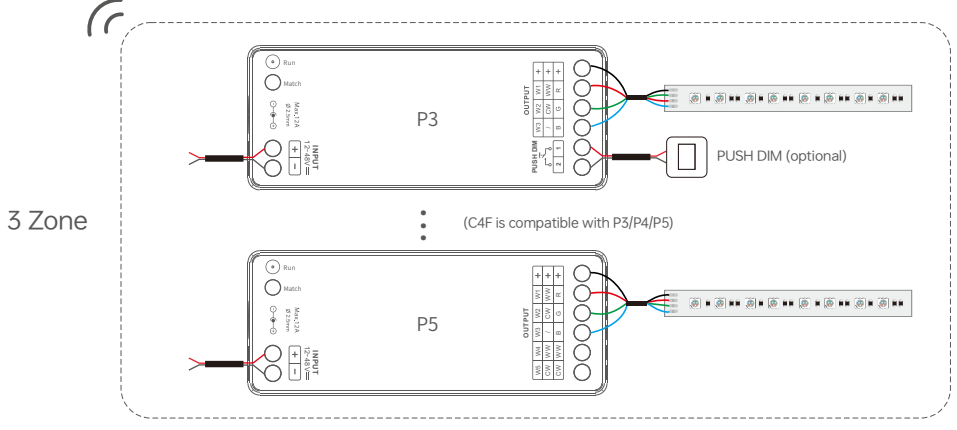 3 Zone
Run
Match
Max.12A
Ø 2.5mm
INPUT
12-48V
+
−
P3
OUTPUT
+ + +
W1 WW R
W2 CW G
W3 / B
PUSH DIM
1
2
PUSH DIM (optional)
(C4F is compatible with P3/P4/P5)
Run
Match
Max.12A
Ø 2.5mm
INPUT
12-48V
+
−
P5
OUTPUT
+ + +
W1 WW R
W2 CW G
W3 / B
W4 WW WW
W5 CW CW